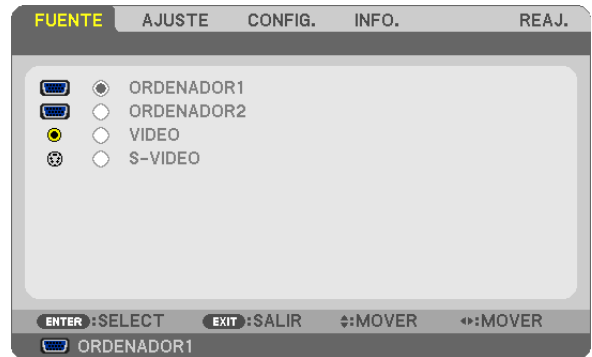 FUENTE AJUSTE CONFIG. INFO. REAJ.
ORDENADOR1
ORDENADOR2
VIDEO
S-VIDEO
ENTER :SELECT EXIT :SALIR :MOVER :MOVER
ORDENADOR1